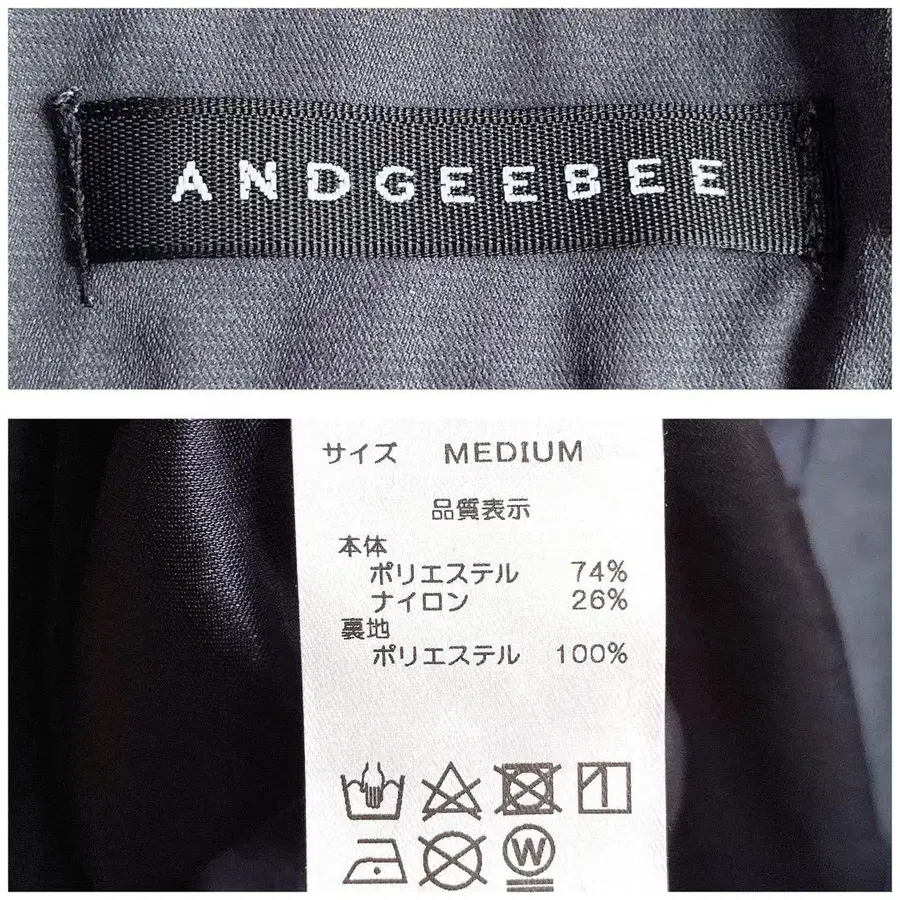 ANDGEEBEE
サイズ MEDIUM
品質表示
本体
ポリエステル 74%
ナイロン 26%
裏地
ポリエステル 100%
W